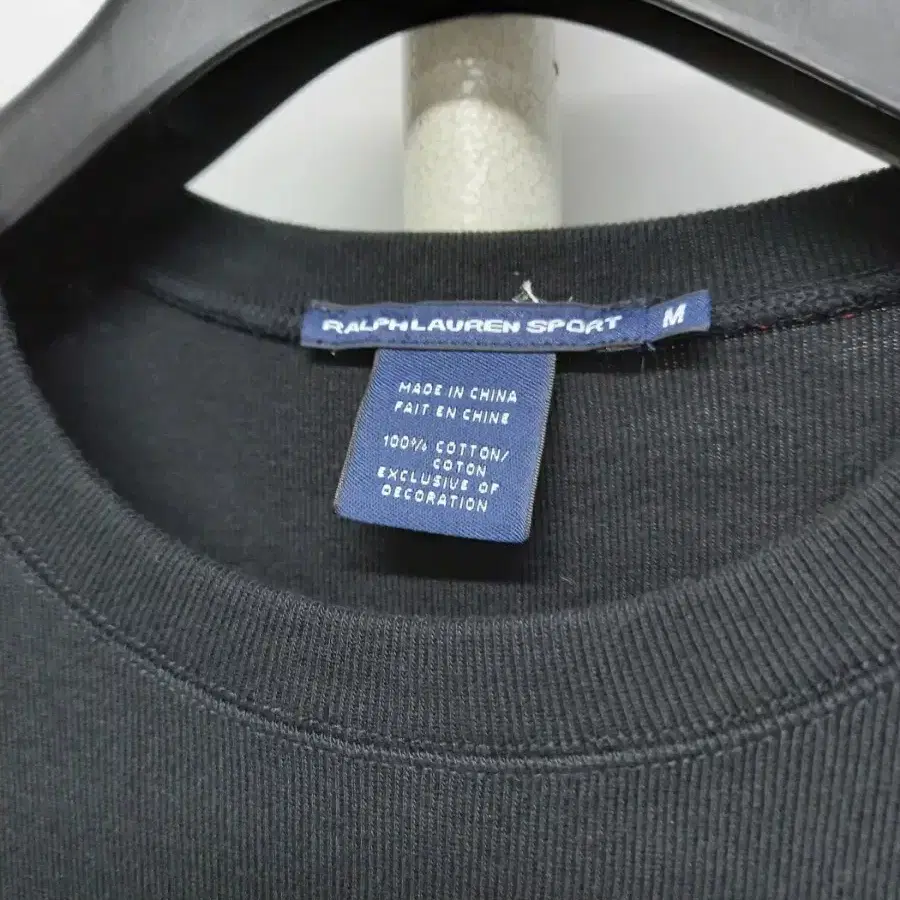 RALPH LAUREN SPORT M
MADE IN CHINA
FAIT EN CHINE
100% COTTON/
COTON
EXCLUSIVE OF
DECORATION